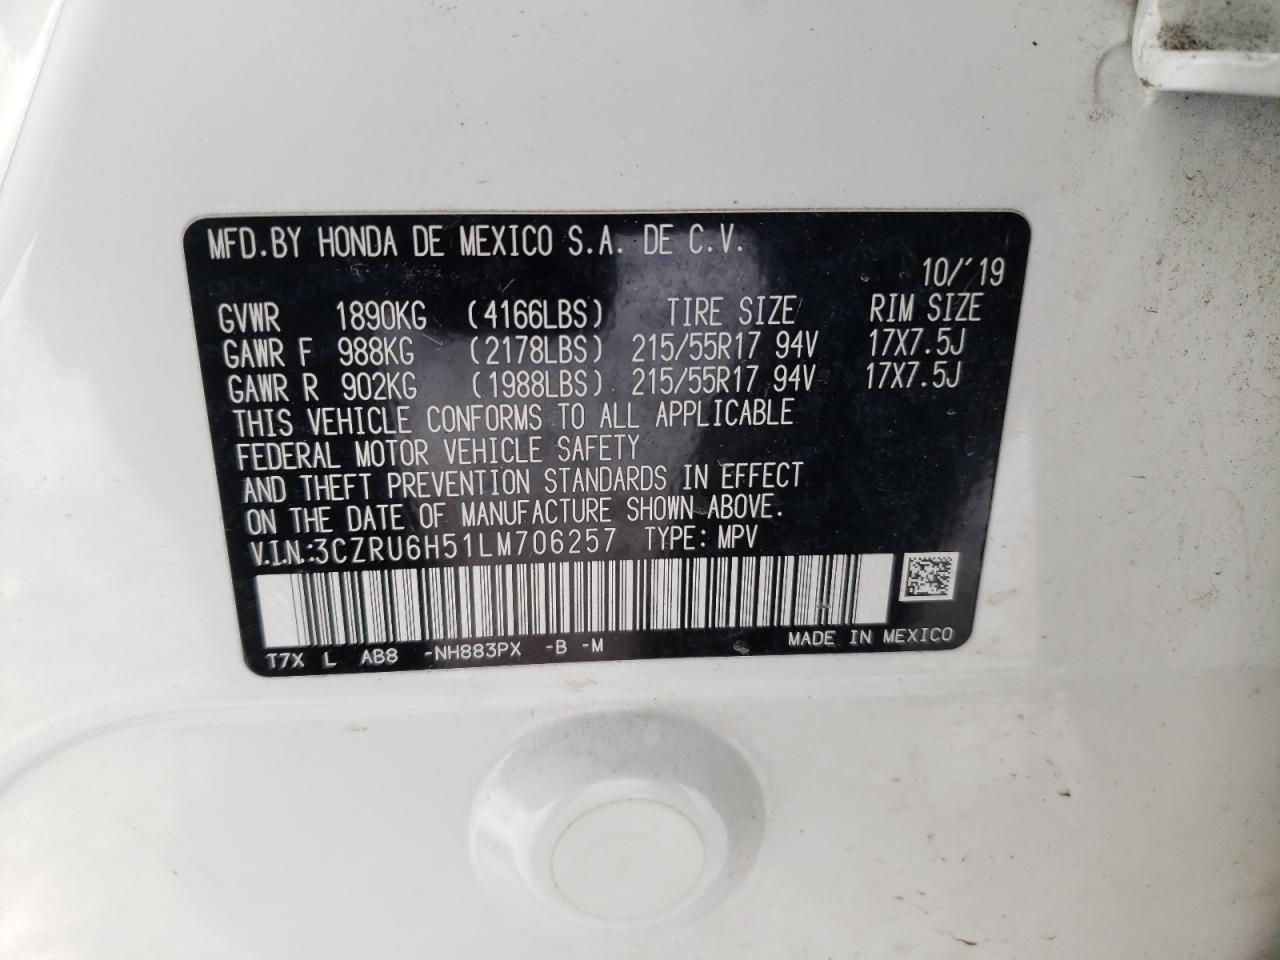 MFD.BY HONDA DE MEXICO S.A. DE C.V.
10/'19
GVWR 1890KG (4166LBS) TIRE SIZE RIM SIZE
GAWR F 988KG (2178LBS) 215/55R17 94V 17X7.5J
GAWR R 902KG (1988LBS) 215/55R17 94V 17X7.5J
THIS VEHICLE CONFORMS TO ALL APPLICABLE
FEDERAL MOTOR VEHICLE SAFETY
AND THEFT PREVENTION STANDARDS IN EFFECT
ON THE DATE OF MANUFACTURE SHOWN ABOVE.
V.I.N.:3CZRU6H51LM706257 TYPE: MPV
T7X L AB8 -NH883PX -B -M MADE IN MEXICO